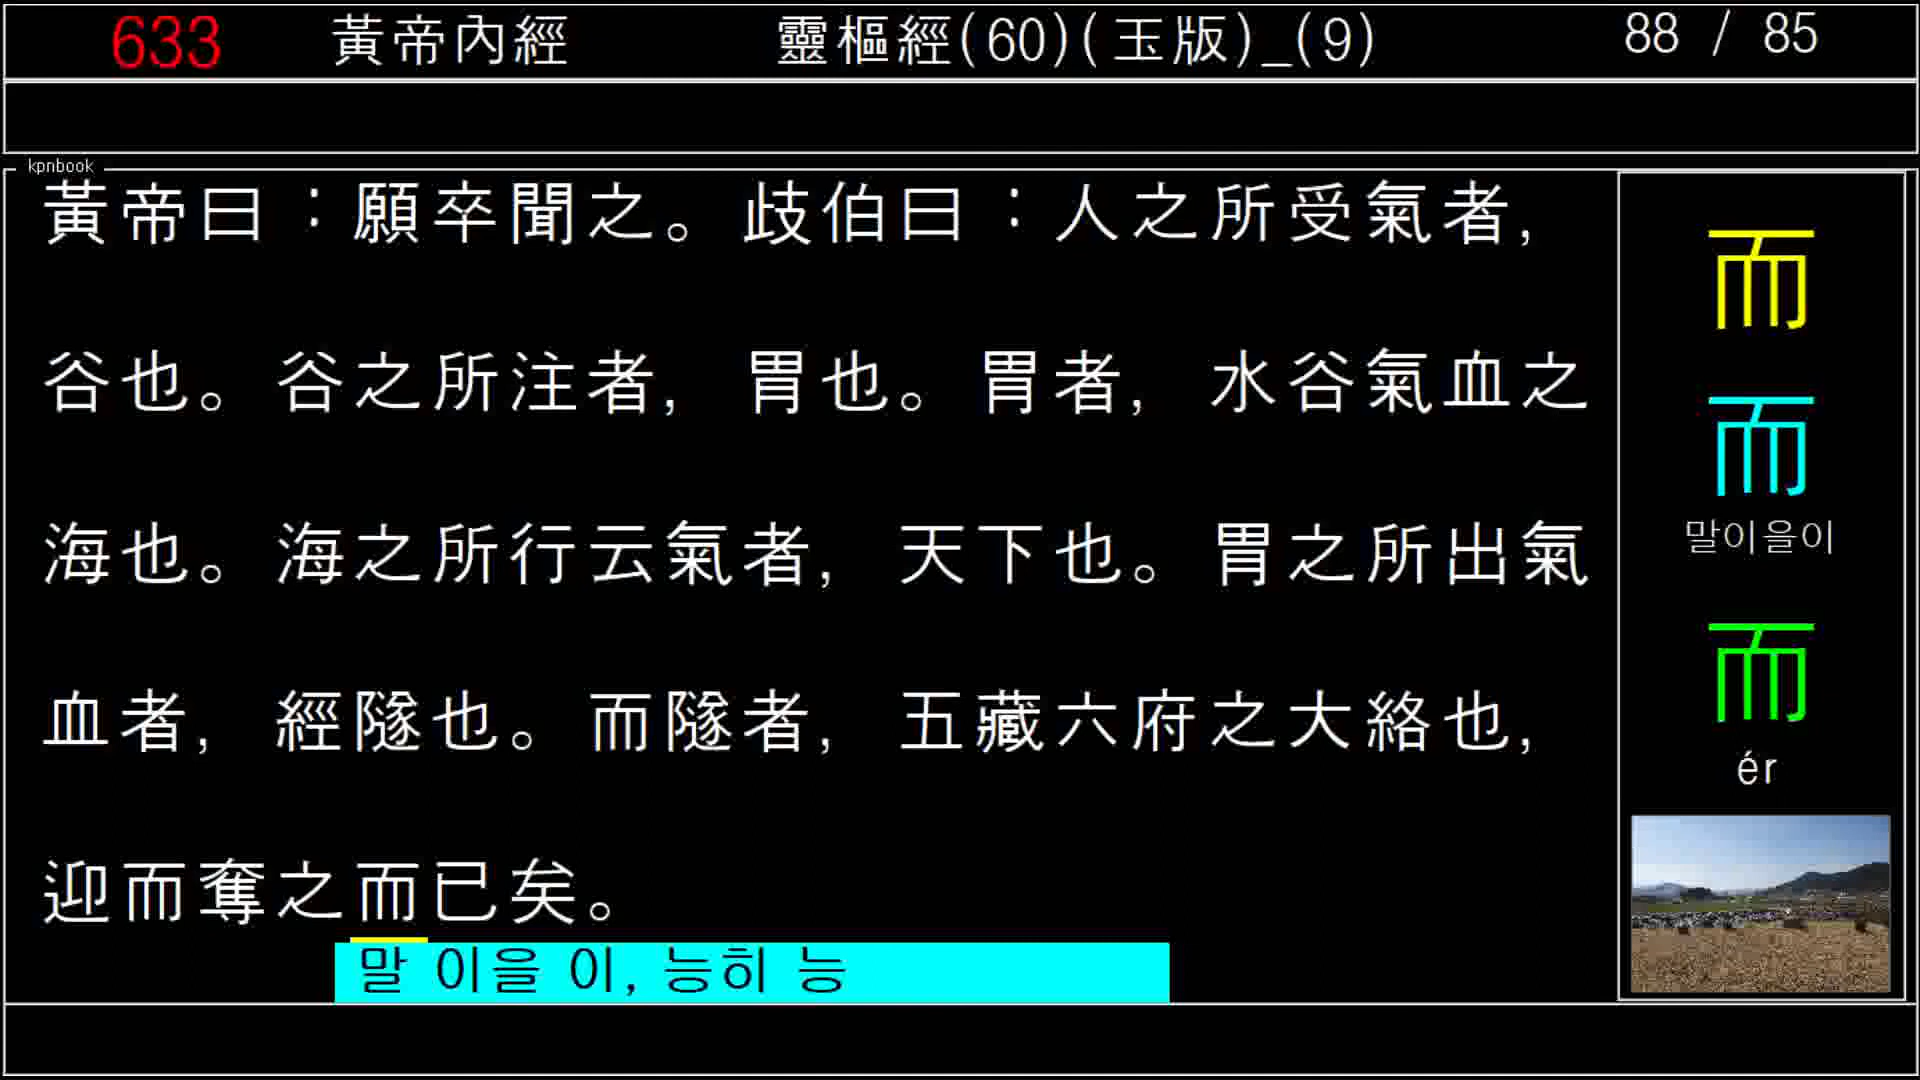 633 黃帝內經 靈樞經(60)(玉版)_(9) 88 / 85
kpnbook
黃帝曰：願卒聞之。歧伯曰：人之所受氣者,
谷也。谷之所注者, 胃也。胃者, 水谷氣血之
海也。海之所行云氣者, 天下也。胃之所出氣
血者, 經隧也。而隧者, 五藏六府之大絡也,
迎而奪之而已矣。
말 이을 이, 능히 능
而
而
말이을이
而
ér